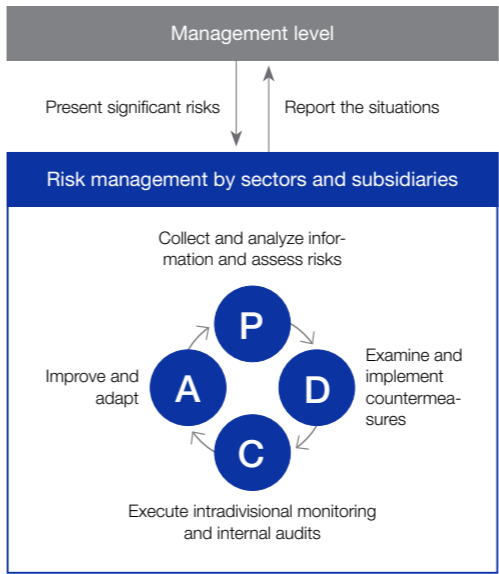 Management level
Present significant risks
Report the situations
Risk management by sectors and subsidiaries
Collect and analyze infor-
mation and assess risks
P
Improve and
adapt
A
D
Examine and
implement
countermea-
sures
C
Execute intradivisional monitoring
and internal audits